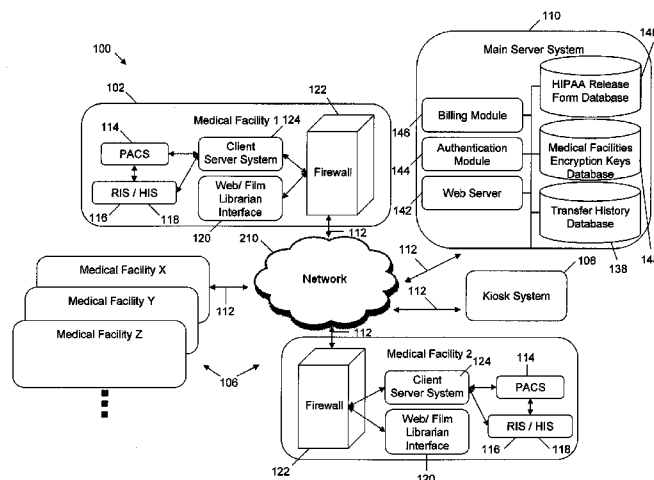 100
102
122
Medical Facility 1
124
114
PACS
Client
Server System
Firewall
RIS / HIS
116
118
Web/ Film
Librarian
Interface
120
112
110
Main Server System
HIPAA Release
Form Database
146
Billing Module
144
Authentication
Module
Medical Facilities
Encryption Keys
Database
142
Web Server
Transfer History
Database
138
210
Network
112
112
112
106
Kiosk System
Medical Facility X
Medical Facility Y
Medical Facility Z
112
106
Medical Facility 2
124
114
Firewall
Client
Server System
PACS
Web/ Film
Librarian
Interface
RIS / HIS
116
118
122
120